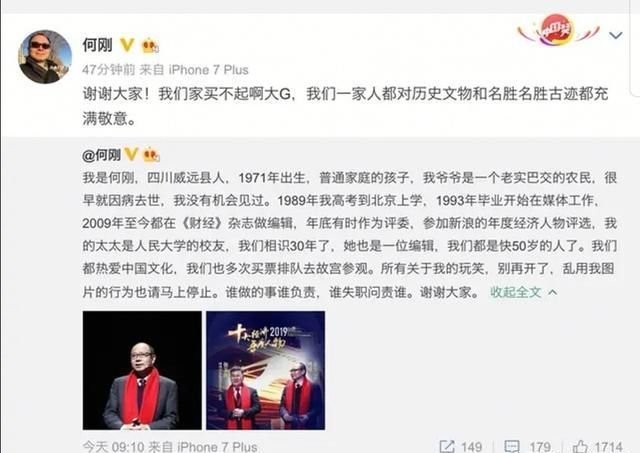 何刚
47分钟前 来自 iPhone 7 Plus
谢谢大家！我们家买不起啊大G，我们一家人都对历史文物和名胜名胜古迹都充
满敬意。
@何刚
我是何刚，四川威远县人，1971年出生，普通家庭的孩子，我爷爷是一个老实巴交的农民，很
早就因病去世，我没有机会见过。1989年我高考到北京上学，1993年毕业开始在媒体工作，
2009年至今都在《财经》杂志做编辑，年底有时作为评委，参加新浪的年度经济人物评选，我
的太太是人民大学的校友，我们相识30年了，她也是一位编辑，我们都是快50岁的人了。我们
都热爱中国文化，我们也多次买票排队去故宫参观。所有关于我的玩笑，别再开了，乱用我图
片的行为也请马上停止。谁做的事谁负责，谁失职问责谁。谢谢大家。 收起全文
十大经济
2019
年度人物
今天 09:10 来自 iPhone 7 Plus
149
179
1714